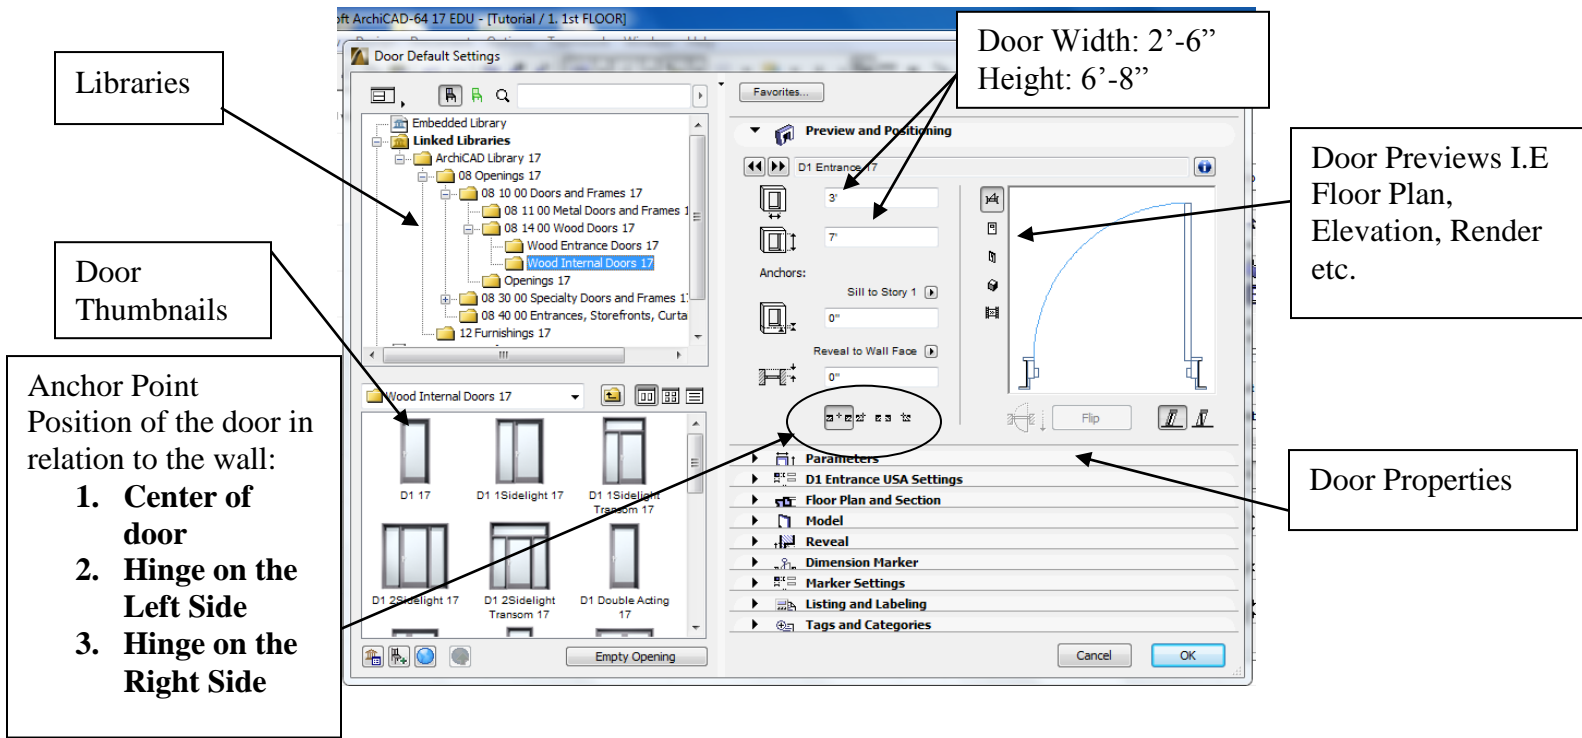 oft ArchiCAD-64 17 EDU - [Tutorial / 1. 1st FLOOR]
Door Default Settings
Libraries
Door Width: 2’-6”
Height: 6’-8”
Favorites...
Embedded Library
Linked Libraries
ArchiCAD Library 17
08 Openings 17
08 10 00 Doors and Frames 17
08 11 00 Metal Doors and Frames 1
08 14 00 Wood Doors 17
Wood Entrance Doors 17
Wood Internal Doors 17
Openings 17
08 30 00 Specialty Doors and Frames 1
08 40 00 Entrances, Storefronts, Curta
12 Furnishings 17
Preview and Positioning
D1 Entrance 17
3'
7'
Anchors:
Sill to Story 1
0"
Reveal to Wall Face
0"
Flip
Door Previews I.E
Floor Plan,
Elevation, Render
etc.
Door
Thumbnails
Anchor Point
Position of the door in
relation to the wall:
1. Center of
door
2. Hinge on the
Left Side
3. Hinge on the
Right Side
Wood Internal Doors 17
D1 17
D1 1Sidelight 17
D1 1Sidelight
Transom 17
D1 2Sidelight 17
D1 2Sidelight
Transom 17
D1 Double Acting
17
Empty Opening
Parameters
D1 Entrance USA Settings
Floor Plan and Section
Model
Reveal
Dimension Marker
Marker Settings
Listing and Labeling
Tags and Categories
Cancel
OK
Door Properties